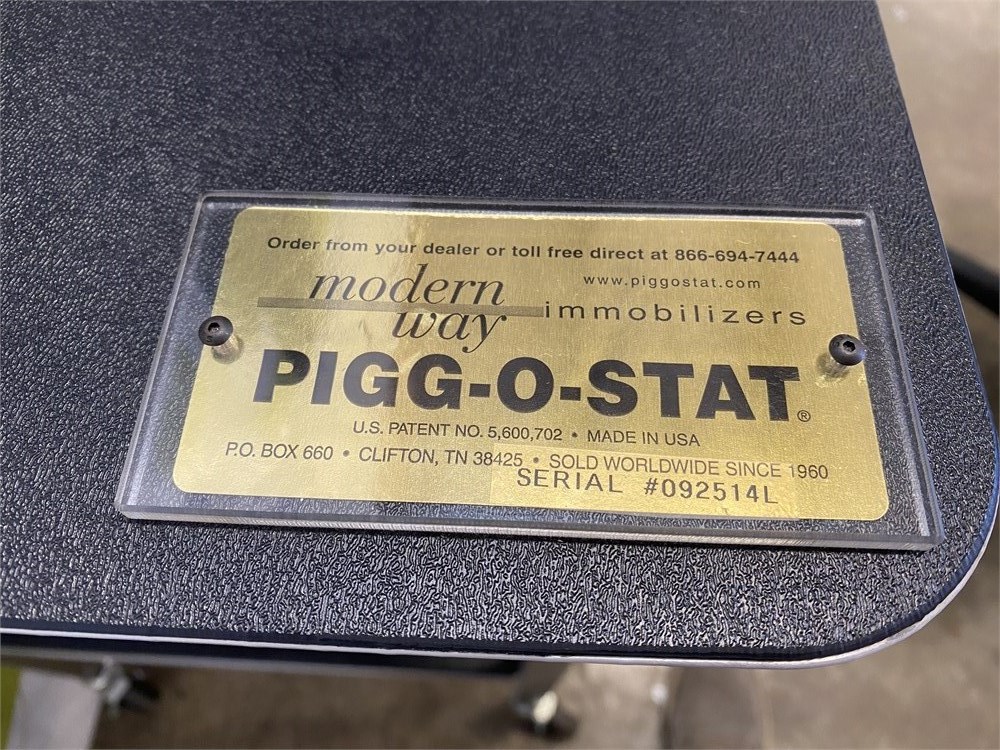 Order from your dealer or toll free direct at 866-694-7444
www.piggostat.com
modern way immobilizers
PIGG-O-STAT®
U.S. PATENT NO. 5,600,702 • MADE IN USA
P.O. BOX 660 • CLIFTON, TN 38425 • SOLD WORLDWIDE SINCE 1960
SERIAL #092514L